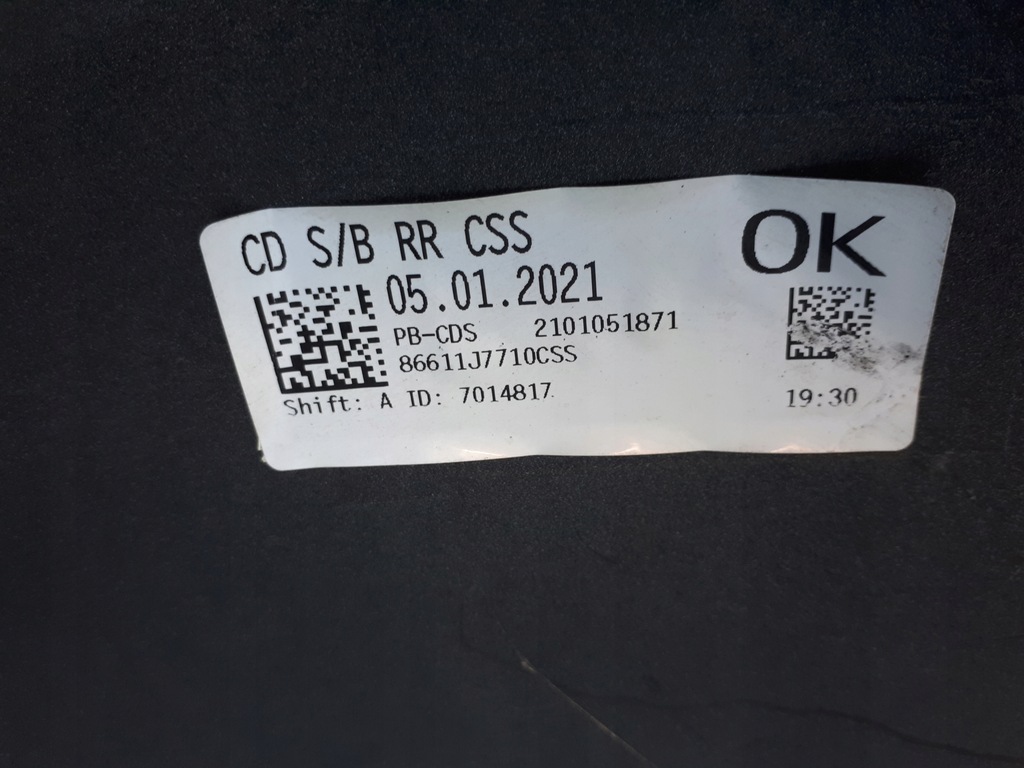 CD S/B RR CSS
OK
05.01.2021
PB-CDS 2101051871
86611J7710CSS
Shift: A ID: 7014817
19:30